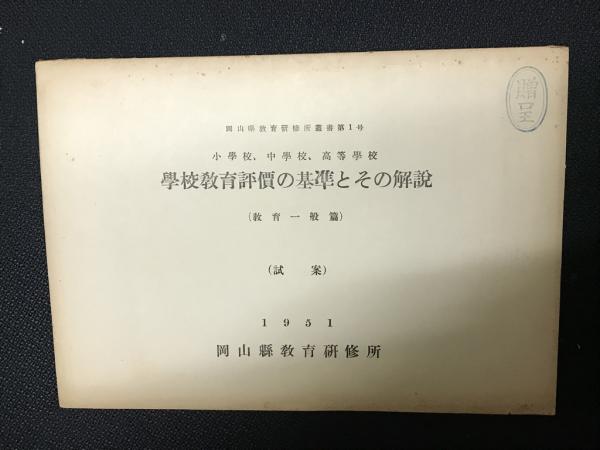 贈呈
岡山縣教育研修所叢書第1号
小學校、中學校、高等學校
學校教育評價の基準とその解說
(教育一般篇)
(試案)
1951
岡山縣教育硏修所